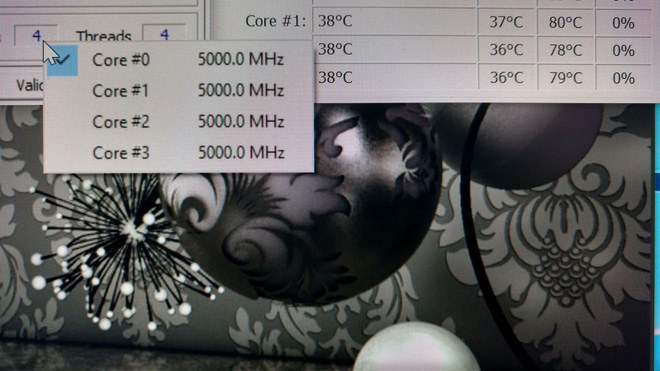 4 Threads 4
Valid
Core #0 5000.0 MHz
Core #1 5000.0 MHz
Core #2 5000.0 MHz
Core #3 5000.0 MHz
Core #1: 38°C 37°C 80°C 0%
38°C 36°C 78°C 0%
38°C 36°C 79°C 0%